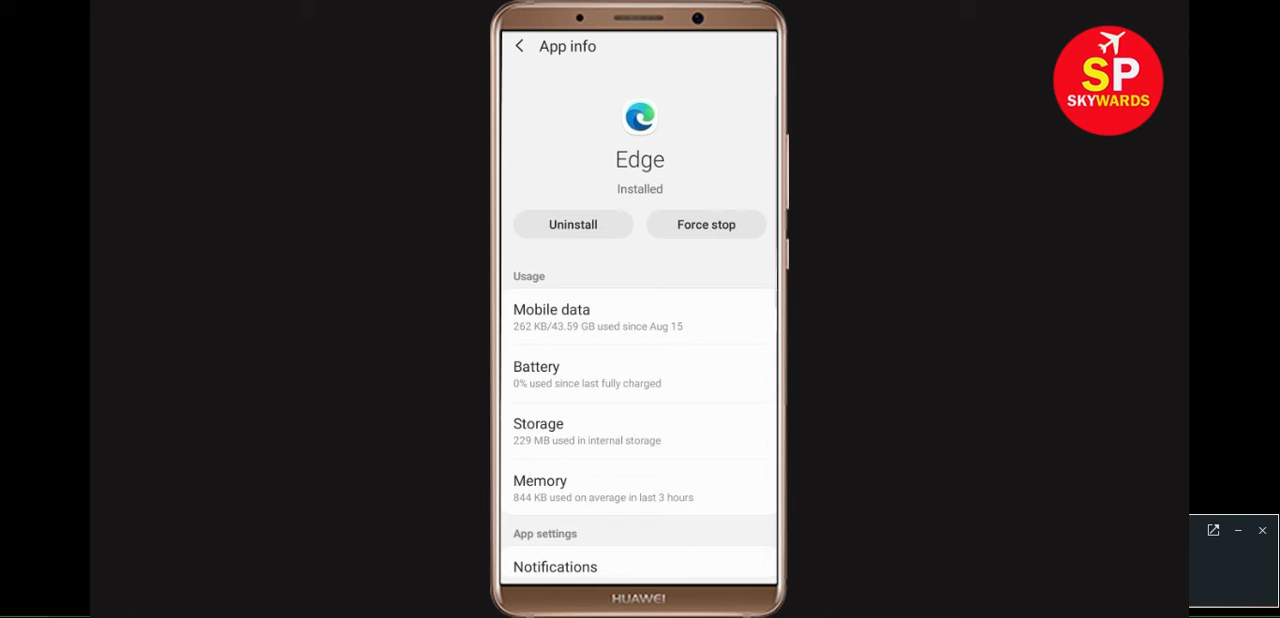 App info
SP
SKYWARDS
Edge
Installed
Uninstall
Force stop
Usage
Mobile data
262 KB/43.59 GB used since Aug 15
Battery
0% used since last fully charged
Storage
229 MB used in internal storage
Memory
844 KB used on average in last 3 hours
App settings
Notifications
HUAWEI